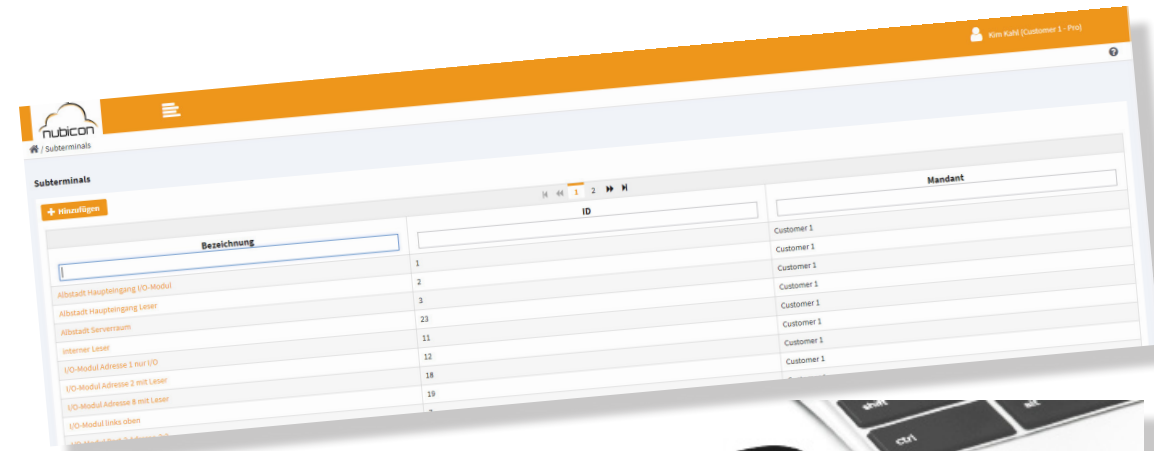 Kim Kahl (Customer 1 - Pro)
nubicon
/ Subterminals
Subterminals
+ Hinzufügen
1 2
Bezeichnung ID Mandant
Albstadt Haupteingang I/O-Modul 1 Customer 1
Albstadt Haupteingang Leser 2 Customer 1
Albstadt Serverraum 3 Customer 1
Interner Leser 23 Customer 1
I/O-Modul Adresse 1 nur I/O 11 Customer 1
I/O-Modul Adresse 2 mit Leser 12 Customer 1
I/O-Modul Adresse 8 mit Leser 18 Customer 1
I/O-Modul links oben 19 Customer 1
shift
alt
ctrl